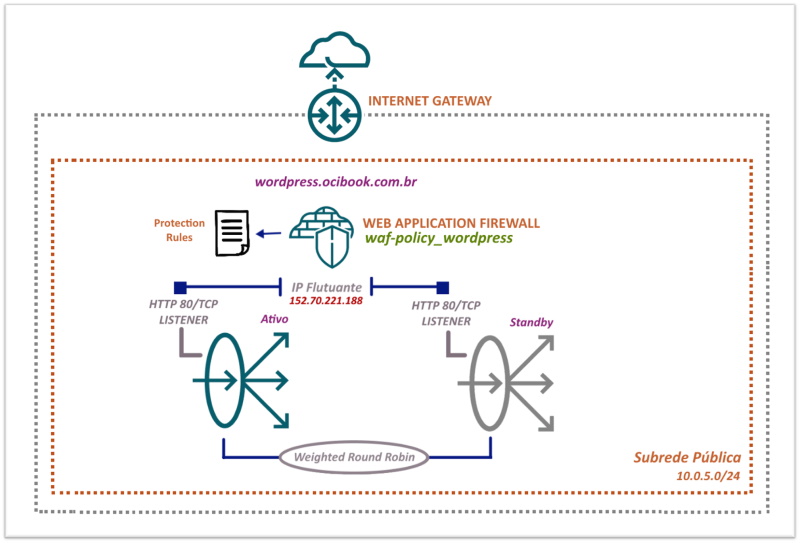 INTERNET GATEWAY
wordpress.ocibook.com.br
Protection
Rules
WEB APPLICATION FIREWALL
waf-policy_wordpress
IP Flutuante
152.70.221.188
HTTP 80/TCP
LISTENER
Ativo
HTTP 80/TCP
LISTENER
Standby
Weighted Round Robin
Subrede Pública
10.0.5.0/24